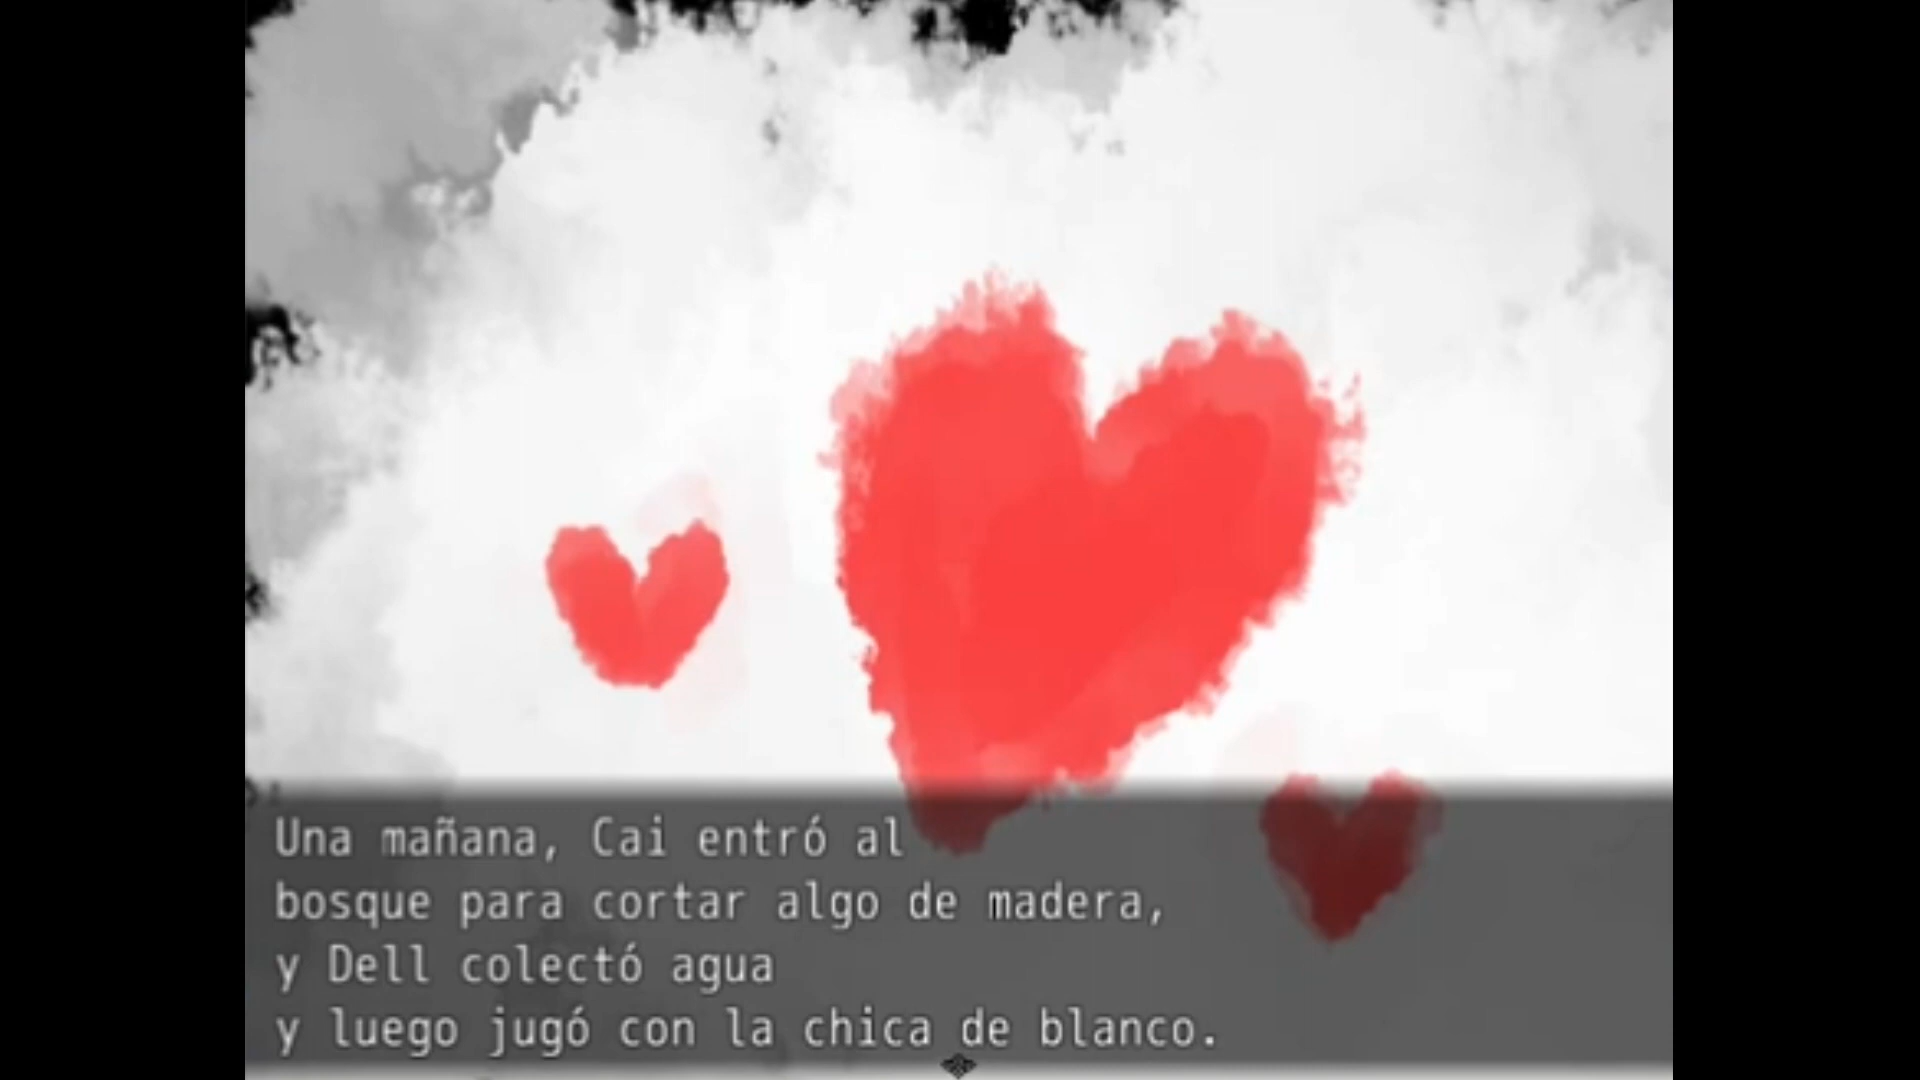 Una mañana, Cai entró al
bosque para cortar algo de madera,
y Dell colectó agua
y luego jugó con la chica de blanco.